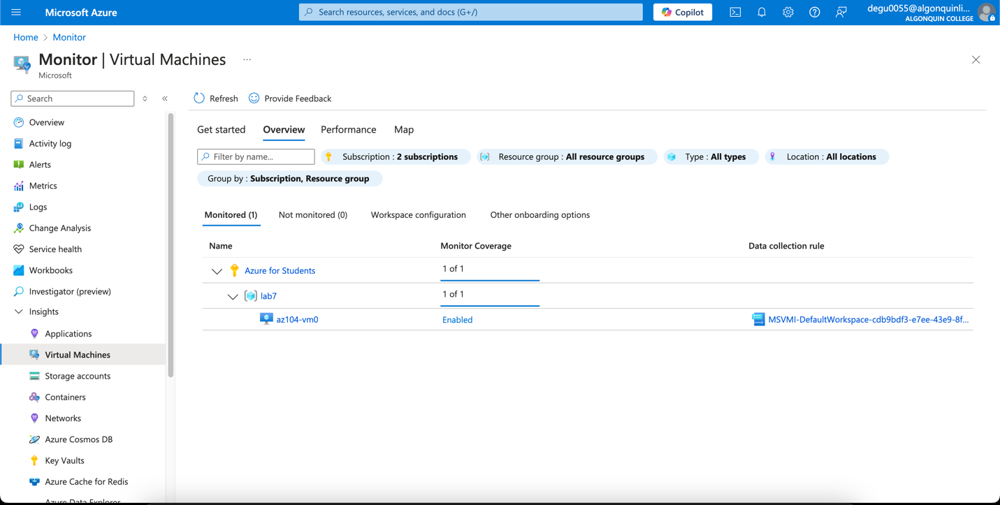 Microsoft Azure
Search resources, services, and docs (G+/)
Copilot
degu0055@algonquinli...
ALGONQUIN COLLEGE
Home > Monitor
Monitor | Virtual Machines ...
Microsoft
Search
Refresh
Provide Feedback
Overview
Activity log
Alerts
Metrics
Logs
Change Analysis
Service health
Workbooks
Investigator (preview)
Insights
Applications
Virtual Machines
Storage accounts
Containers
Networks
Azure Cosmos DB
Key Vaults
Azure Cache for Redis
Azure Data Explorer
Get started Overview Performance Map
Filter by name...
Subscription : 2 subscriptions
Resource group : All resource groups
Type : All types
Location : All locations
Group by : Subscription, Resource group
Monitored (1) Not monitored (0) Workspace configuration Other onboarding options
Name Monitor Coverage Data collection rule
Azure for Students 1 of 1
lab7 1 of 1
az104-vm0 Enabled MSVMI-DefaultWorkspace-cdb9bdf3-e7ee-43e9-8f...